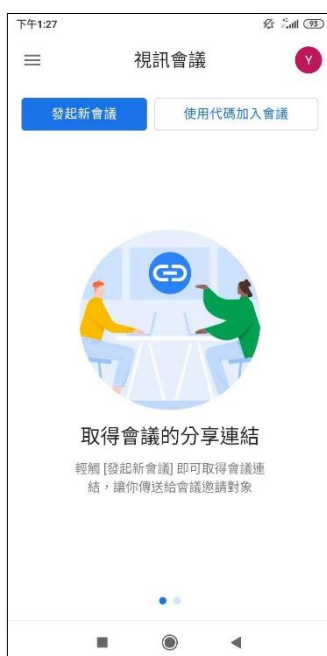 下午1:27
93
視訊會議
Y
發起新會議
使用代碼加入會議
取得會議的分享連結
輕觸 [發起新會議] 即可取得會議連
結，讓你傳送給會議邀請對象